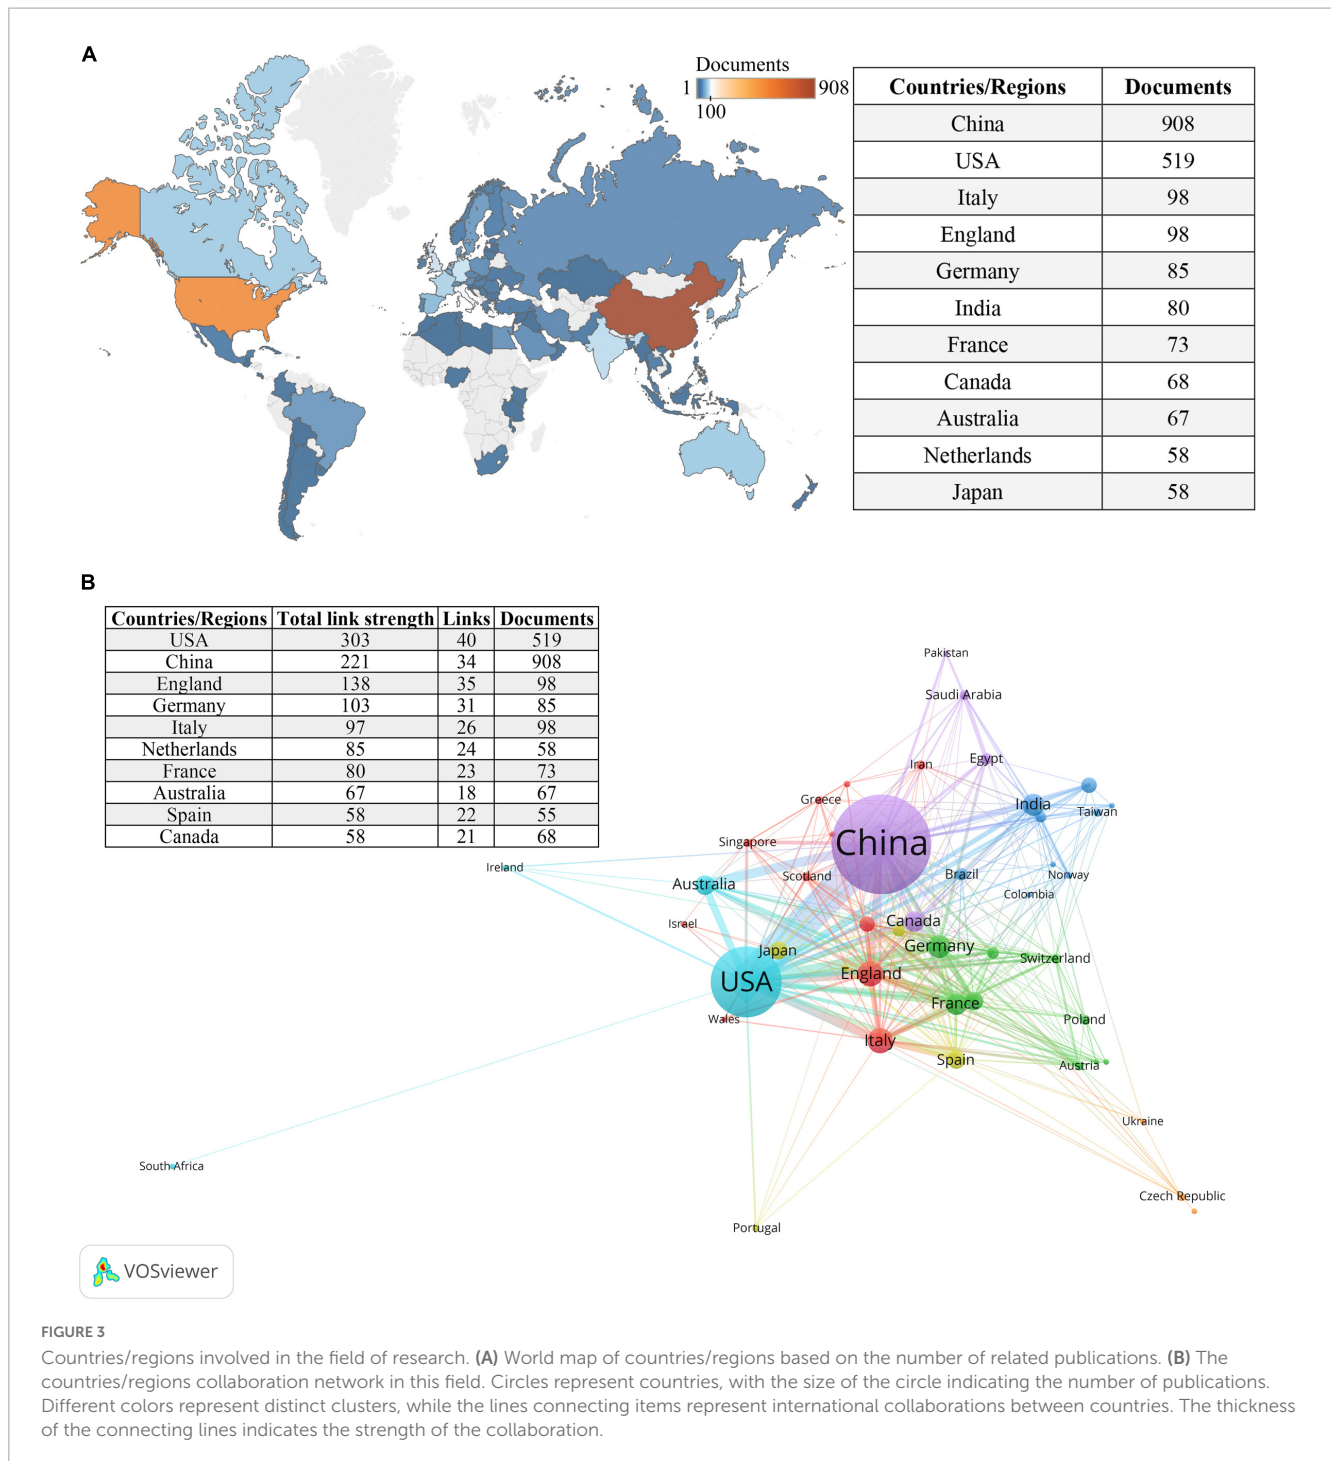 A
Documents
1
908
100
Countries/Regions Documents
China 908
USA 519
Italy 98
England 98
Germany 85
India 80
France 73
Canada 68
Australia 67
Netherlands 58
Japan 58
B
Countries/Regions Total link strength Links Documents
USA 303 40 519
China 221 34 908
England 138 35 98
Germany 103 31 85
Italy 97 26 98
Netherlands 85 24 58
France 80 23 73
Australia 67 18 67
Spain 58 22 55
Canada 58 21 68
Pakistan
Saudi Arabia
Egypt
Iran
Greece
India
Taiwan
Singapore
China
Ireland
Scotland
Brazil
Norway
Australia
Colombia
Israel
Canada
Japan
Germany
Switzerland
England
USA
France
Wales
Poland
Italy
Spain
Austria
Ukraine
South Africa
Czech Republic
Portugal
VOSviewer
FIGURE 3
Countries/regions involved in the field of research. (A) World map of countries/regions based on the number of related publications. (B) The
countries/regions collaboration network in this field. Circles represent countries, with the size of the circle indicating the number of publications.
Different colors represent distinct clusters, while the lines connecting items represent international collaborations between countries. The thickness
of the connecting lines indicates the strength of the collaboration.